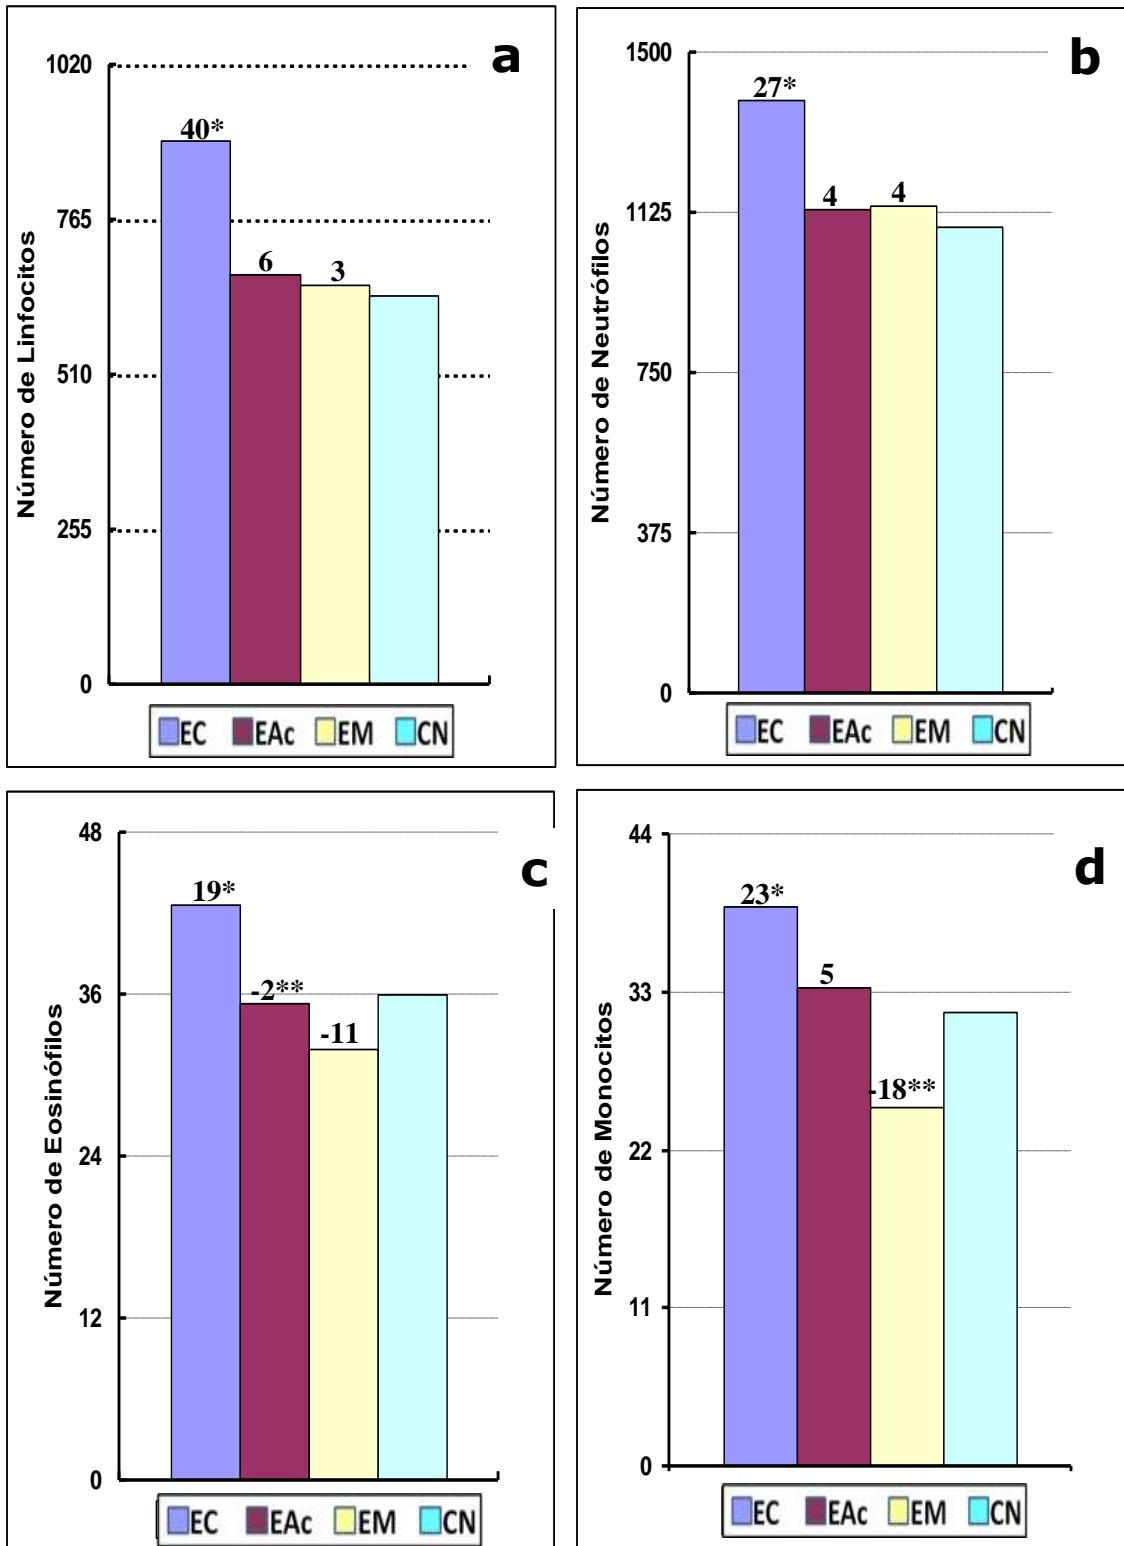 a
1020
765
510
255
0
Número de Linfocitos
40*
6
3
EC EAc EM CN
b
1500
1125
750
375
0
Número de Neutrófilos
27*
4
4
EC EAc EM CN
c
48
36
24
12
0
Número de Eosinófilos
19*
-2**
-11
EC EAc EM CN
d
44
33
22
11
0
Número de Monocitos
23*
5
-18**
EC EAc EM CN